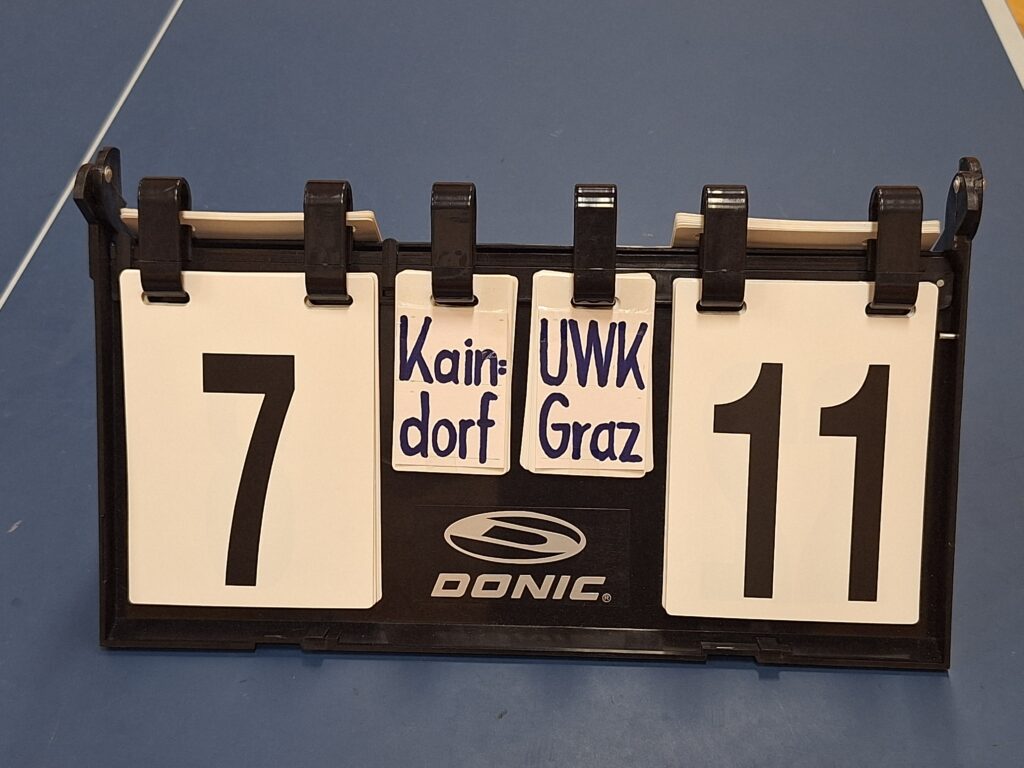 7
Kain=
dorf
UWK
Graz
11
DONIC®